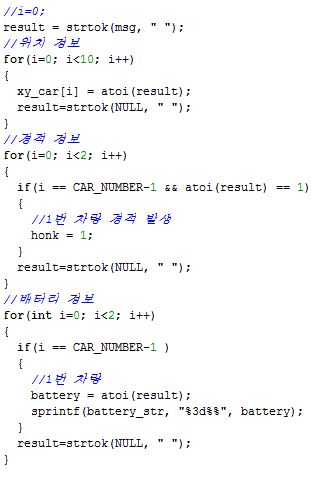 //i=0;
result = strtok(msg, " ");
//위치 정보
for(i=0; i<10; i++)
{
xy_car[i] = atoi(result);
result=strtok(NULL, " ");
}
//경적 정보
for(i=0; i<2; i++)
{
if(i == CAR_NUMBER-1 && atoi(result) == 1)
{
//1번 차량 경적 발생
honk = 1;
}
result=strtok(NULL, " ");
}
//배터리 정보
for(int i=0; i<2; i++)
{
if(i == CAR_NUMBER-1 )
{
//1번 차량
battery = atoi(result);
sprintf(battery_str, "%3d%%", battery);
}
result=strtok(NULL, " ");
}